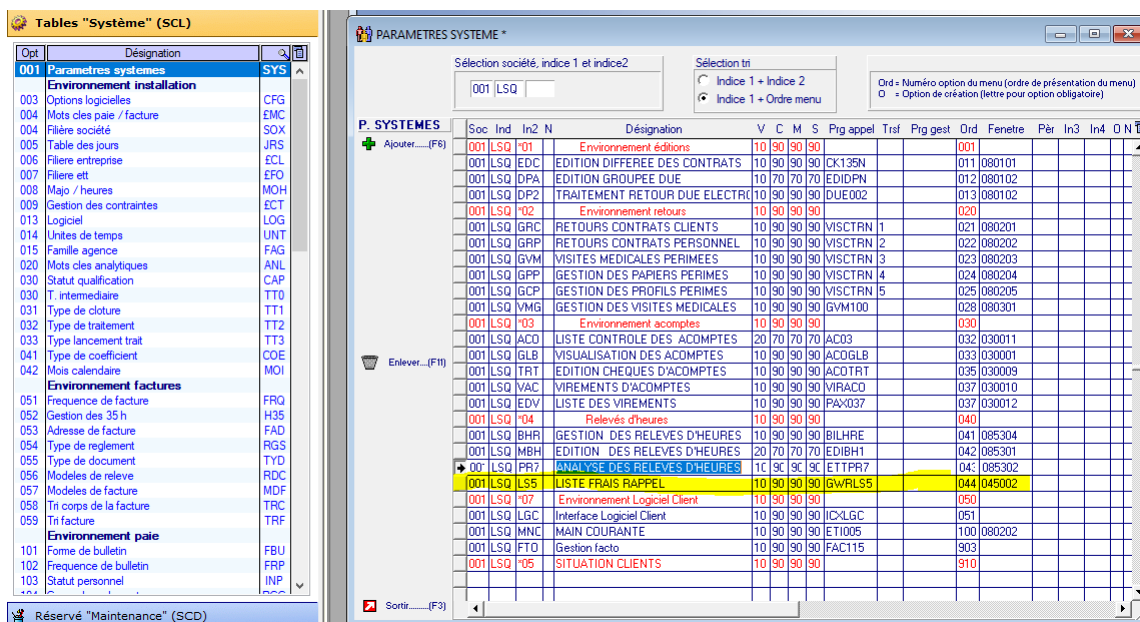 Tables "Système" (SCL)
Opt Désignation
001 Parametres systemes SYS
Environnement installation
003 Options logicielles CFG
004 Mots cles paie / facture £MC
004 Filière société SOX
005 Table des jours JRS
006 Filiere entreprise £CL
007 Filiere ett £FO
008 Majo / heures MOH
009 Gestion des contraintes £CT
013 Logiciel LOG
014 Unites de temps UNT
015 Famille agence FAG
020 Mots cles analytiques ANL
030 Statut qualification CAP
030 T. intermediaire TT0
031 Type de cloture TT1
032 Type de traitement TT2
033 Type lancement trait TT3
041 Type de coefficient COE
042 Mois calendaire MOI
Environnement factures
051 Frequence de facture FRQ
052 Gestion des 35 h H35
053 Adresse de facture FAD
054 Type de reglement RGS
055 Type de document TYD
056 Modeles de releve RDC
057 Modeles de facture MDF
058 Tri corps de la facture TRC
059 Tri facture TRF
Environnement paie
101 Forme de bulletin FBU
102 Frequence de bulletin FRP
103 Statut personnel INP
Réservé "Maintenance" (SCD)
PARAMETRES SYSTEME *
Sélection société, indice 1 et indice2
001 LSQ
Sélection tri
Indice 1 + Indice 2
Indice 1 + Ordre menu
Ord = Numéro option du menu (ordre de présentation du menu)
O = Option de création (lettre pour option obligatoire)
P. SYSTEMES
Ajouter......(F6)
Enlever....(F11)
Sortir........(F3)
Soc Ind In2 N Désignation V C M S Prg appel Trsf Prg gest Ord Fenetre Pèr In3 In4 O N
001 LSQ *01 Environnement éditions 10 90 90 90 001
001 LSQ EDC EDITION DIFFEREE DES CONTRATS 10 90 90 90 CK135N 011 080101
001 LSQ DPA EDITION GROUPEE DUE 10 70 70 70 EDIDPN 012 080102
001 LSQ DP2 TRAITEMENT RETOUR DUE ELECTR( 10 90 90 90 DUE002 013 080102
001 LSQ *02 Environnement retours 10 90 90 90 020
001 LSQ GRC RETOURS CONTRATS CLIENTS 10 90 90 90 VISCTRN 1 021 080201
001 LSQ GRP RETOURS CONTRATS PERSONNEL 10 90 90 90 VISCTRN 2 022 080202
001 LSQ GVM VISITES MEDICALES PERIMEES 10 90 90 90 VISCTRN 3 023 080203
001 LSQ GPP GESTION DES PAPIERS PERIMES 10 90 90 90 VISCTRN 4 024 080204
001 LSQ GCP GESTION DES PROFILS PERIMES 10 90 90 90 VISCTRN 5 025 080205
001 LSQ VMG GESTION DES VISITES MEDICALES 10 90 90 90 GVM100 028 080301
001 LSQ *03 Environnement acomptes 10 90 90 90 030
001 LSQ ACO LISTE CONTROLE DES ACOMPTES 20 70 70 70 AC03 032 030011
001 LSQ GLB VISUALISATION DES ACOMPTES 10 90 90 90 ACOGLB 033 030001
001 LSQ TRT EDITION CHEQUES D'ACOMPTES 10 90 90 90 ACOTRT 035 030009
001 LSQ VAC VIREMENTS D'ACOMPTES 10 90 90 90 VIRACO 037 030010
001 LSQ EDV LISTE DES VIREMENTS 10 90 90 90 PAX037 037 030012
001 LSQ *04 Relevés d'heures 10 90 90 90 040
001 LSQ BHR GESTION DES RELEVES D'HEURES 10 90 90 90 BILHRE 041 085304
001 LSQ MBH EDITION DES RELEVES D'HEURES 20 70 70 70 EDIBH1 042 085301
LSQ PR7 ANALYSE DES RELEVES D'HEURES ETTPR7 085302
001 LSQ LS5 LISTE FRAIS RAPPEL 10 90 90 90 GWRLS5 044 045002
001 LSQ *07 Environnement Logiciel Client 10 90 90 90 050
001 LSQ LGC Interface Logiciel Client 10 90 90 90 ICXLGC 051
001 LSQ MNC MAIN COURANTE 10 90 90 90 ETI005 100 080202
001 LSQ FTO Gestion facto 10 90 90 90 FAC115 903
001 LSQ *05 SITUATION CLIENTS 10 90 90 90 910